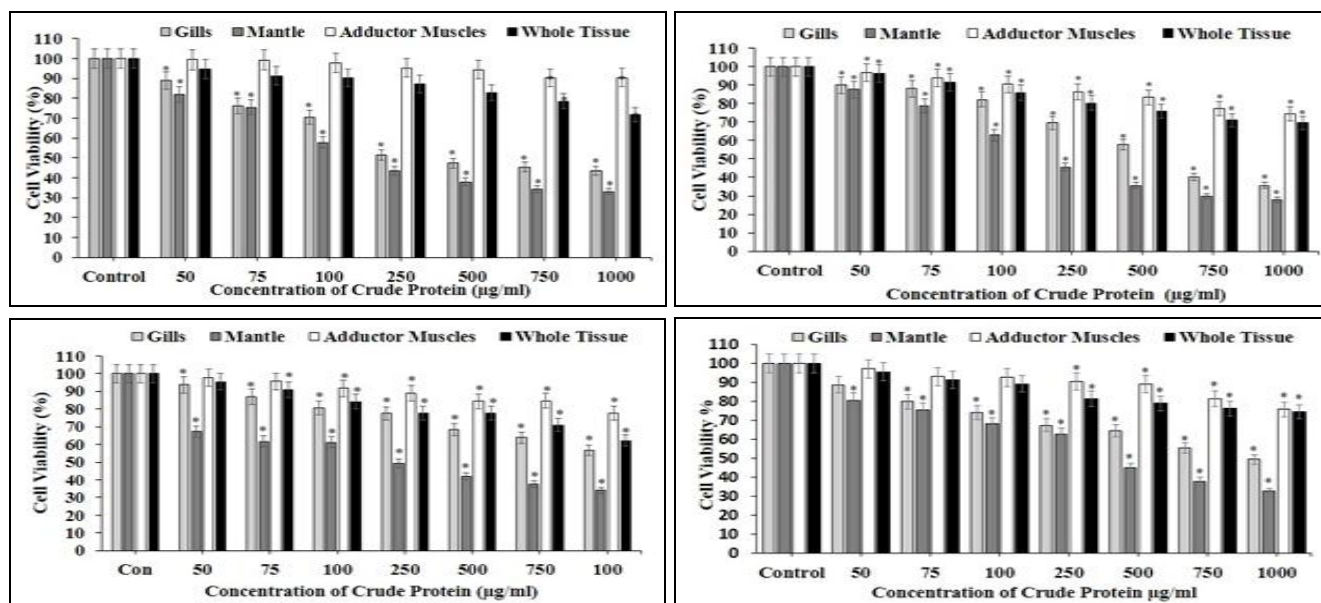 Gills Mantle Adductor Muscles Whole Tissue
110
100
90
80
70
60
50
40
30
20
10
0
Cell Viability (%)
* * * * * * * * * * * * * * * *
Control 50 75 100 250 500 750 1000
Concentration of Crude Protein (µg/ml)
Gills Mantle Adductor Muscles Whole Tissue
110
100
90
80
70
60
50
40
30
20
10
0
Cell Viability (%)
Control 50 75 100 250 500 750 1000
Concentration of Crude Protein (µg/ml)
Gills Mantle Adductor Muscles Whole Tissue
110
100
90
80
70
60
50
40
30
20
10
0
Cell Viability (%)
Con 50 75 100 250 500 750 100
Concentration of Crude Protein (µg/ml)
Gills Mantle Adductor Muscles Whole Tissue
110
100
90
80
70
60
50
40
30
20
10
0
Cell Viability %
Control 50 75 100 250 500 750 1000
Concentration of Crude Protein µg/ml